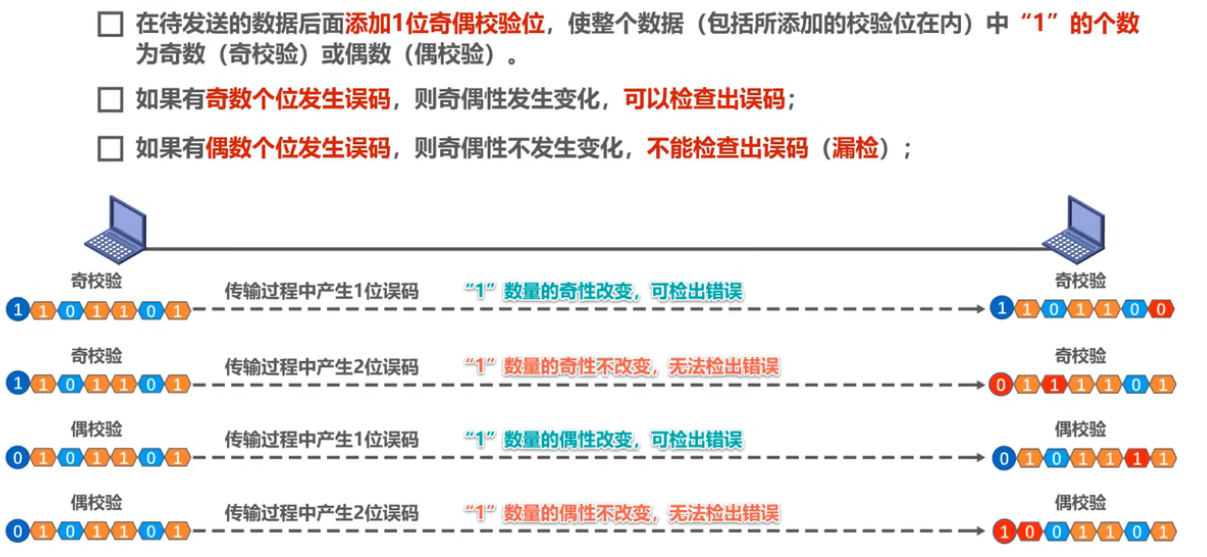 在待发送的数据后面添加1位奇偶校验位，使整个数据（包括所添加的校验位在内）中“1”的个数
为奇数（奇校验）或偶数（偶校验）。
如果有奇数个位发生误码，则奇偶性发生变化，可以检查出误码；
如果有偶数个位发生误码，则奇偶性不发生变化，不能检查出误码（漏检）；
奇校验 奇校验
1 1 0 1 1 0 1 传输过程中产生1位误码 “1”数量的奇性改变，可检出错误 1 1 0 1 1 0 0
奇校验 奇校验
1 1 0 1 1 0 1 传输过程中产生2位误码 “1”数量的奇性不改变，无法检出错误 0 1 1 1 1 0 1
偶校验 偶校验
0 1 0 1 1 0 1 传输过程中产生1位误码 “1”数量的偶性改变，可检出错误 0 1 0 1 1 1 1
偶校验 偶校验
0 1 0 1 1 0 1 传输过程中产生2位误码 “1”数量的偶性不改变，无法检出错误 1 0 0 1 1 0 1